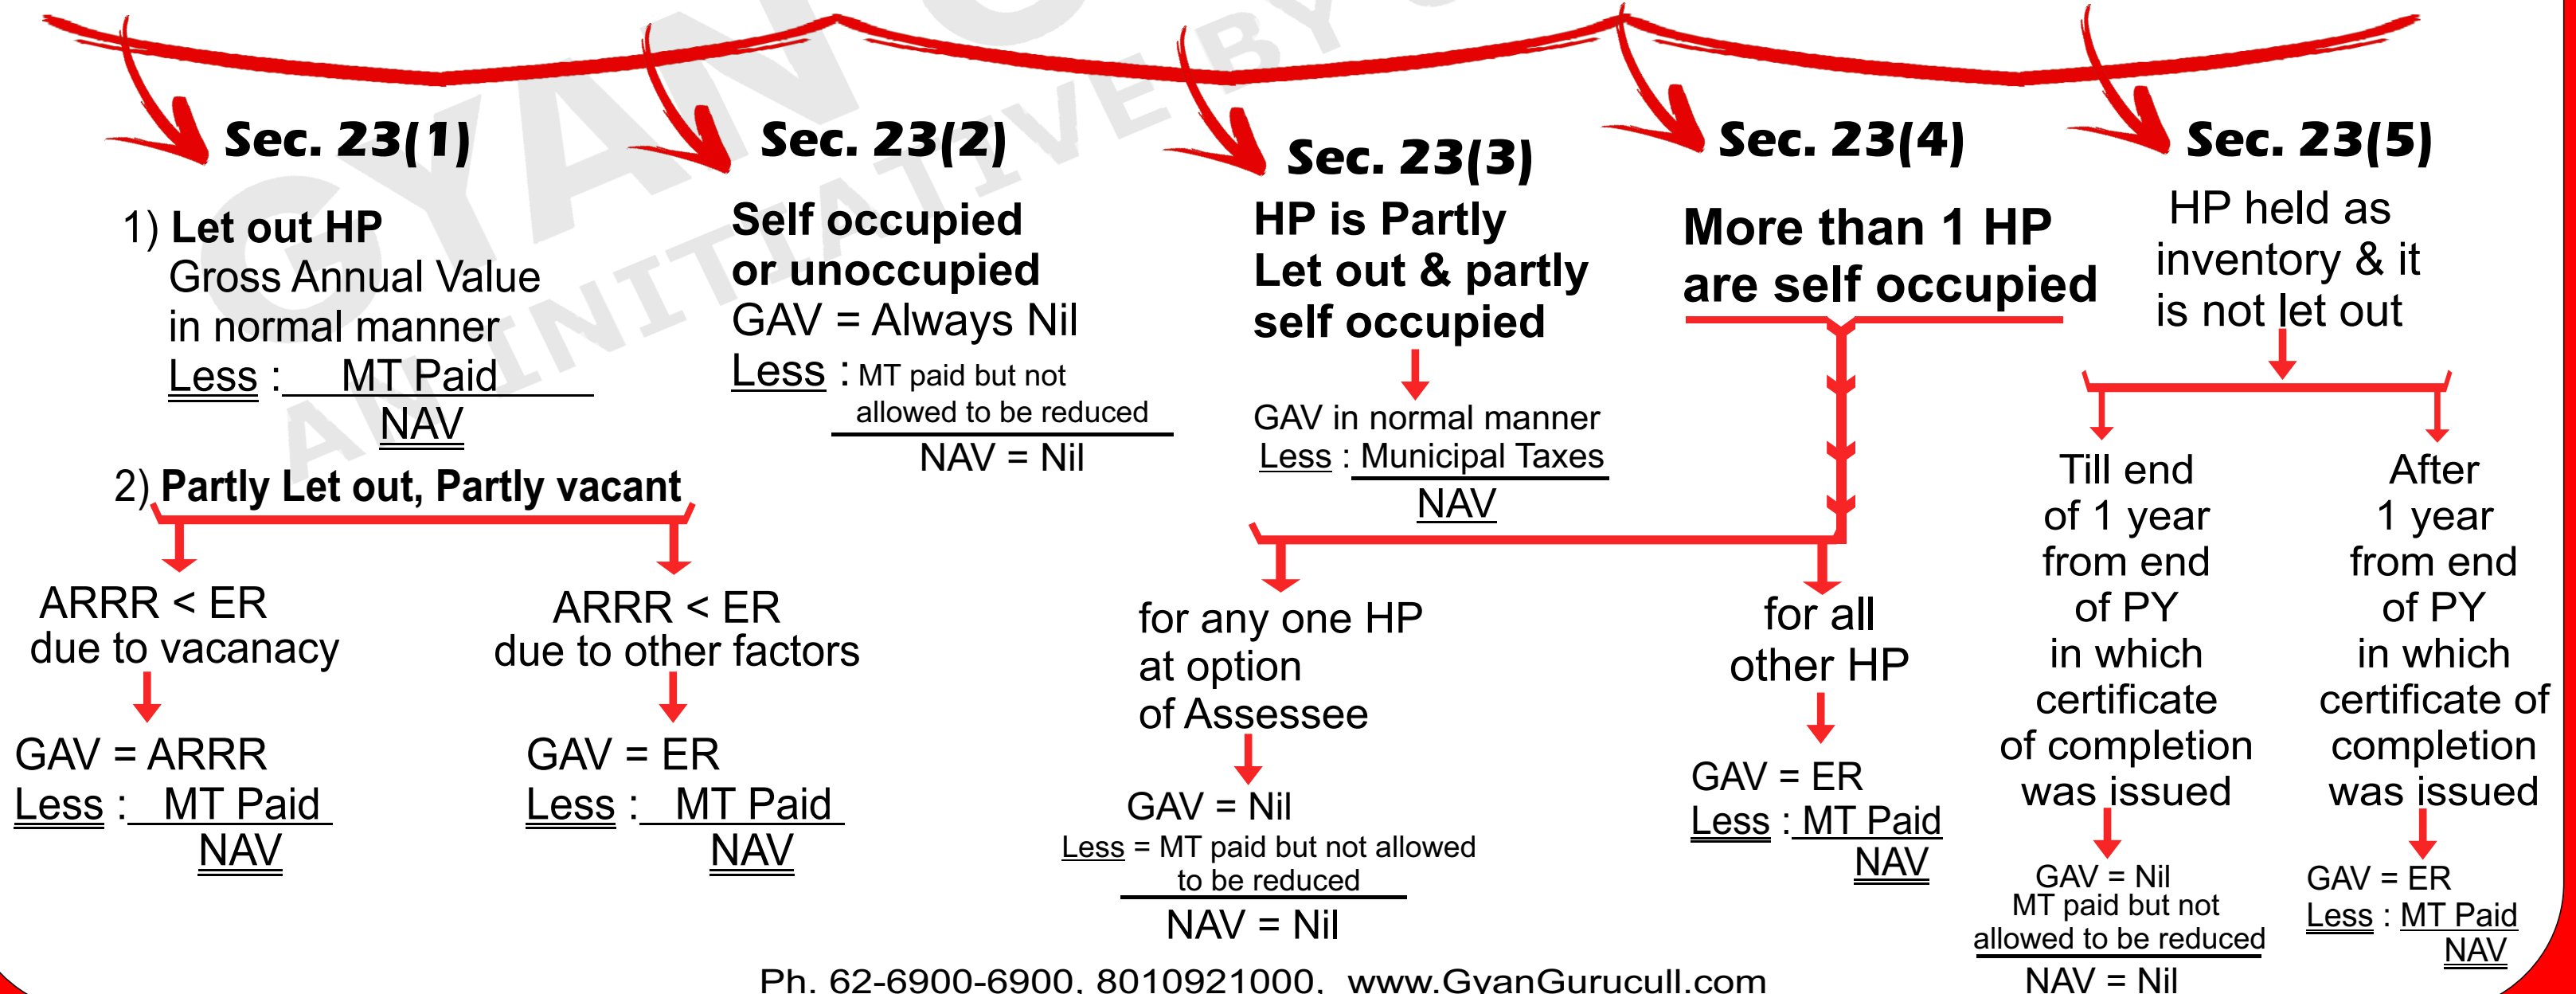 GYAN G
AN INITIATIVE BY G
Sec. 23(1)
1) Let out HP
Gross Annual Value
in normal manner
Less : MT Paid
NAV
2) Partly Let out, Partly vacant
ARRR < ER
due to vacanacy
GAV = ARRR
Less : MT Paid
NAV
ARRR < ER
due to other factors
GAV = ER
Less : MT Paid
NAV
Sec. 23(2)
Self occupied
or unoccupied
GAV = Always Nil
Less : MT paid but not
allowed to be reduced
NAV = Nil
Sec. 23(3)
HP is Partly
Let out & partly
self occupied
GAV in normal manner
Less : Municipal Taxes
NAV
Sec. 23(4)
More than 1 HP
are self occupied
for any one HP
at option
of Assessee
GAV = Nil
Less = MT paid but not allowed
to be reduced
NAV = Nil
for all
other HP
GAV = ER
Less : MT Paid
NAV
Sec. 23(5)
HP held as
inventory & it
is not let out
Till end
of 1 year
from end
of PY
in which
certificate
of completion
was issued
GAV = Nil
MT paid but not
allowed to be reduced
NAV = Nil
After
1 year
from end
of PY
in which
certificate of
completion
was issued
GAV = ER
Less : MT Paid
NAV
Ph. 62-6900-6900, 8010921000, www.GyanGurucull.com